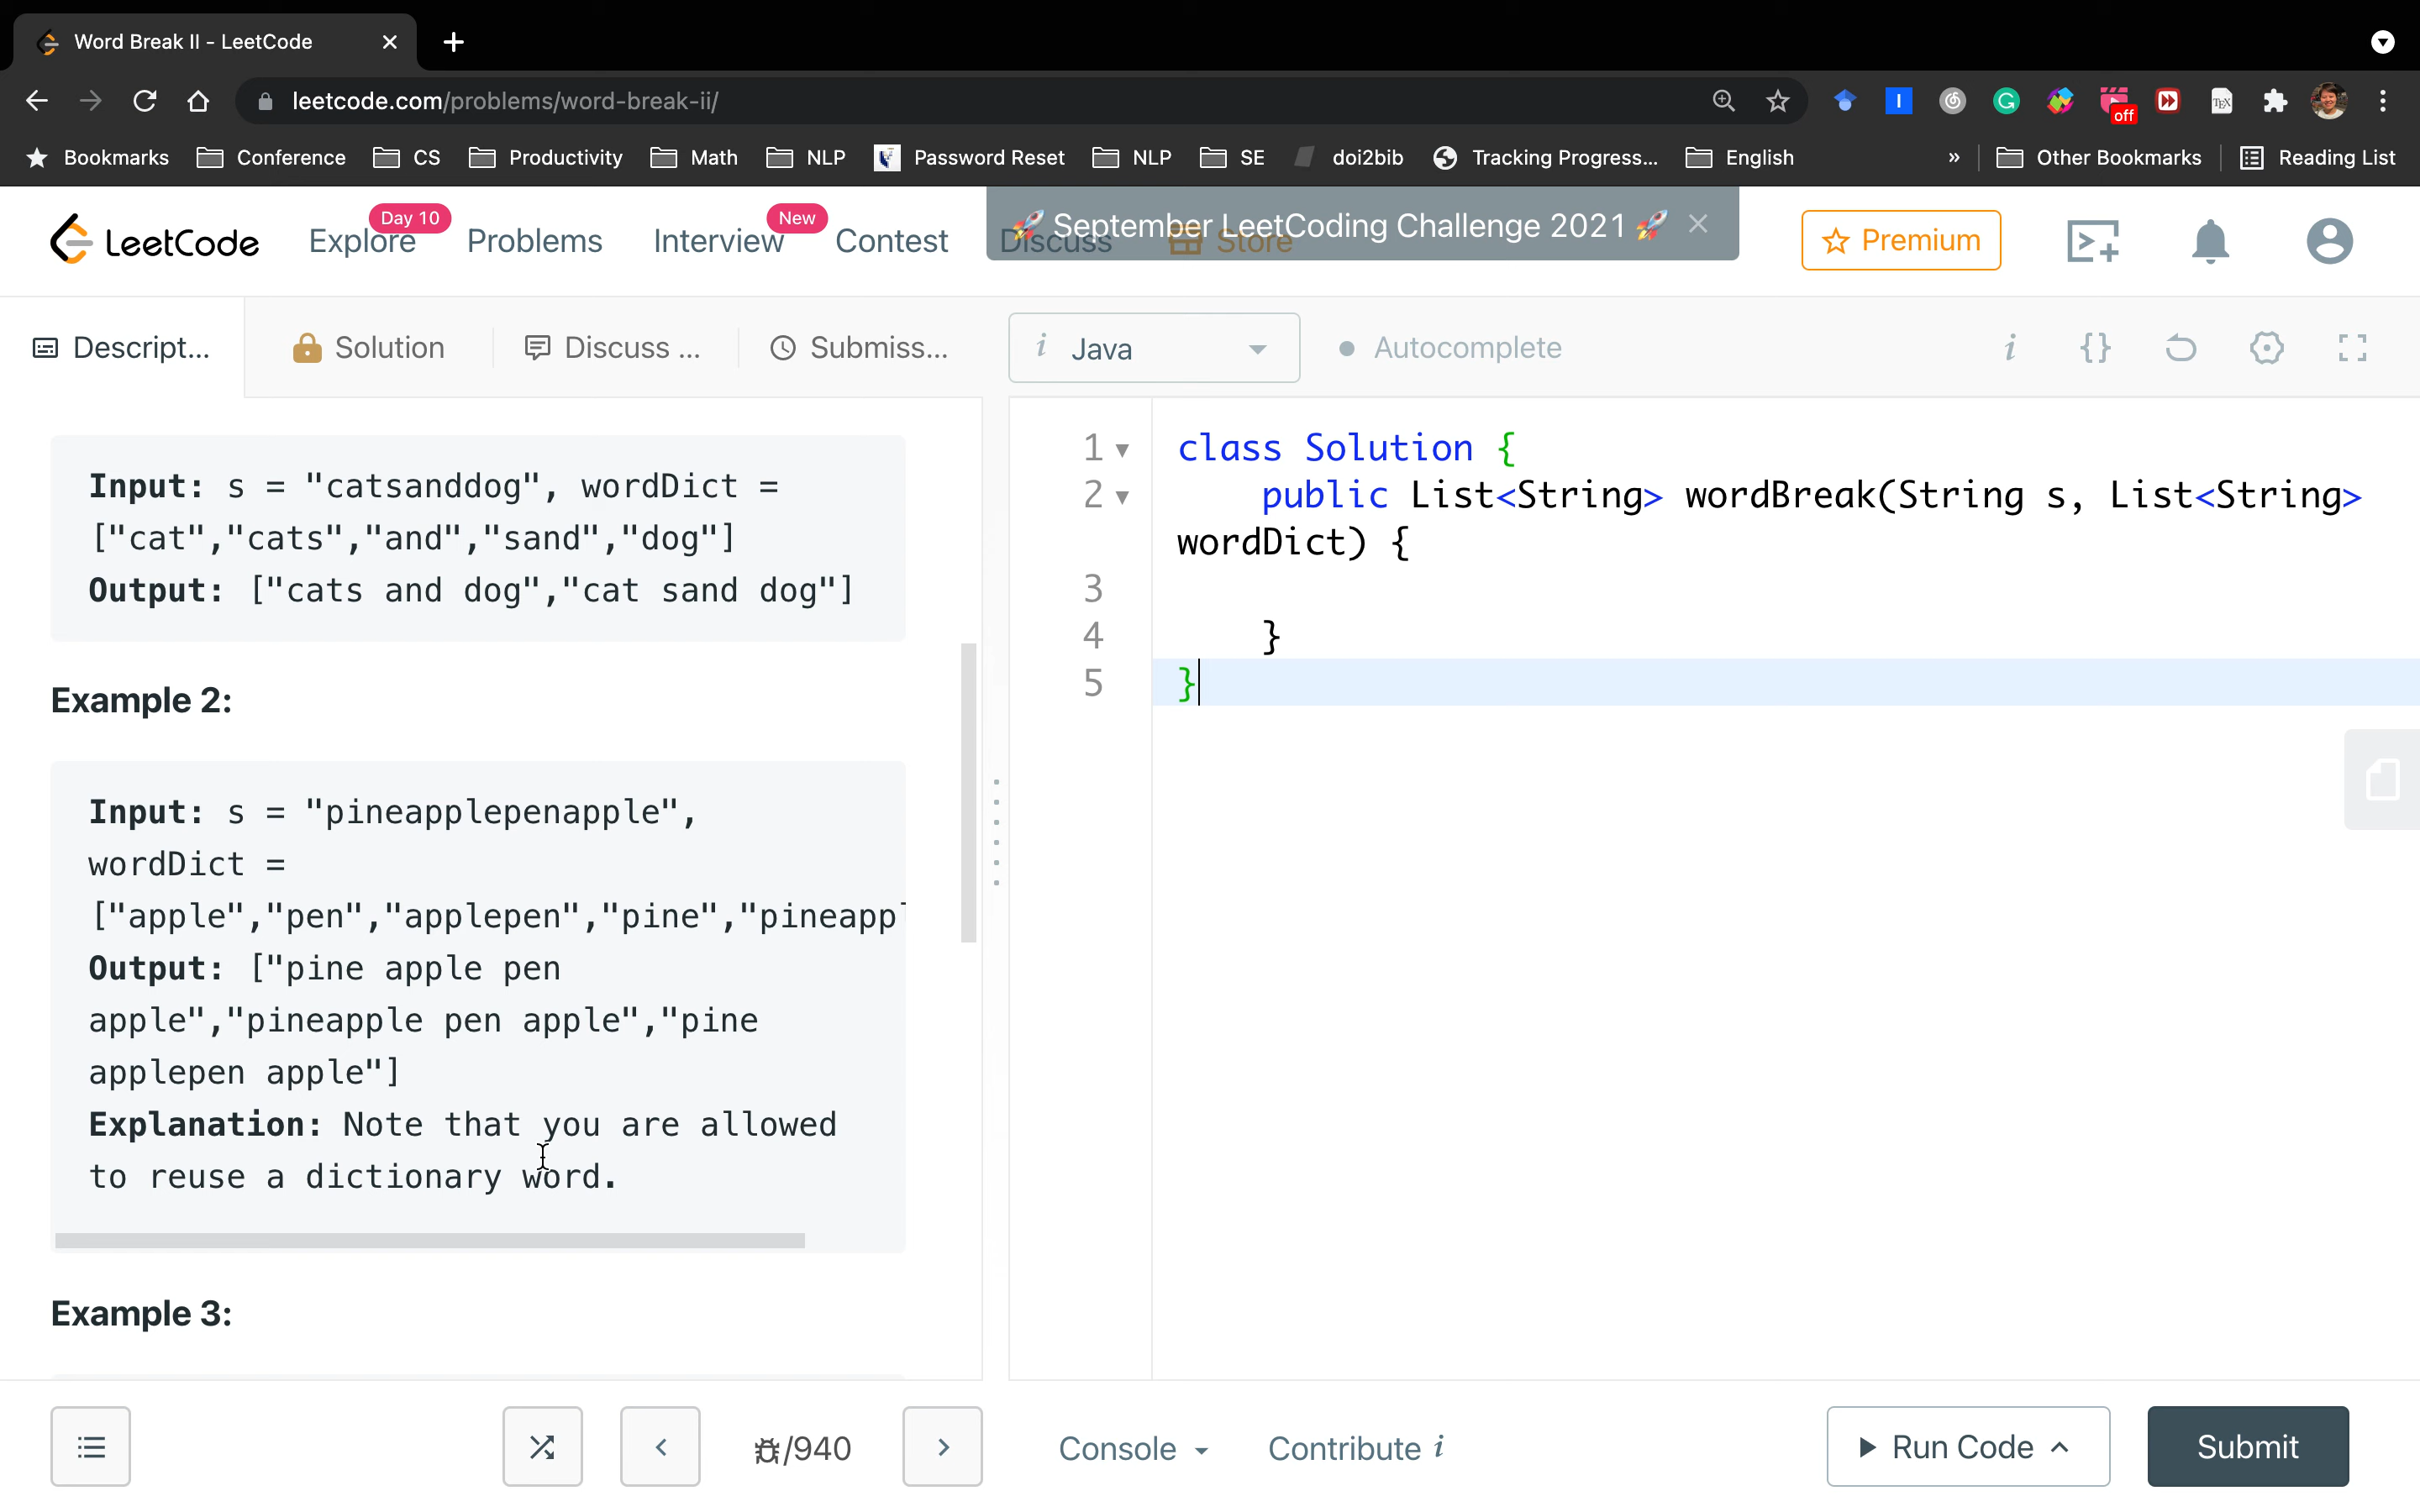 Word Break II - LeetCode
leetcode.com/problems/word-break-ii/
off
Bookmarks Conference CS Productivity Math NLP Password Reset NLP SE doi2bib Tracking Progress... English » Other Bookmarks Reading List
LeetCode Explore Day 10 Problems Interview New Contest Discuss Store Premium
🚀 September LeetCoding Challenge 2021 🚀
Descript... Solution Discuss ... Submiss...
i Java Autocomplete i {}
Input: s = "catsanddog", wordDict =
["cat","cats","and","sand","dog"]
Output: ["cats and dog","cat sand dog"]
Example 2:
Input: s = "pineapplepenapple",
wordDict =
["apple","pen","applepen","pine","pineapp
Output: ["pine apple pen
apple","pineapple pen apple","pine
applepen apple"]
Explanation: Note that you are allowed
to reuse a dictionary word.
Example 3:
1 class Solution {
2 public List<String> wordBreak(String s, List<String>
wordDict) {
3
4 }
5 }
/940
Console Contribute i Run Code Submit